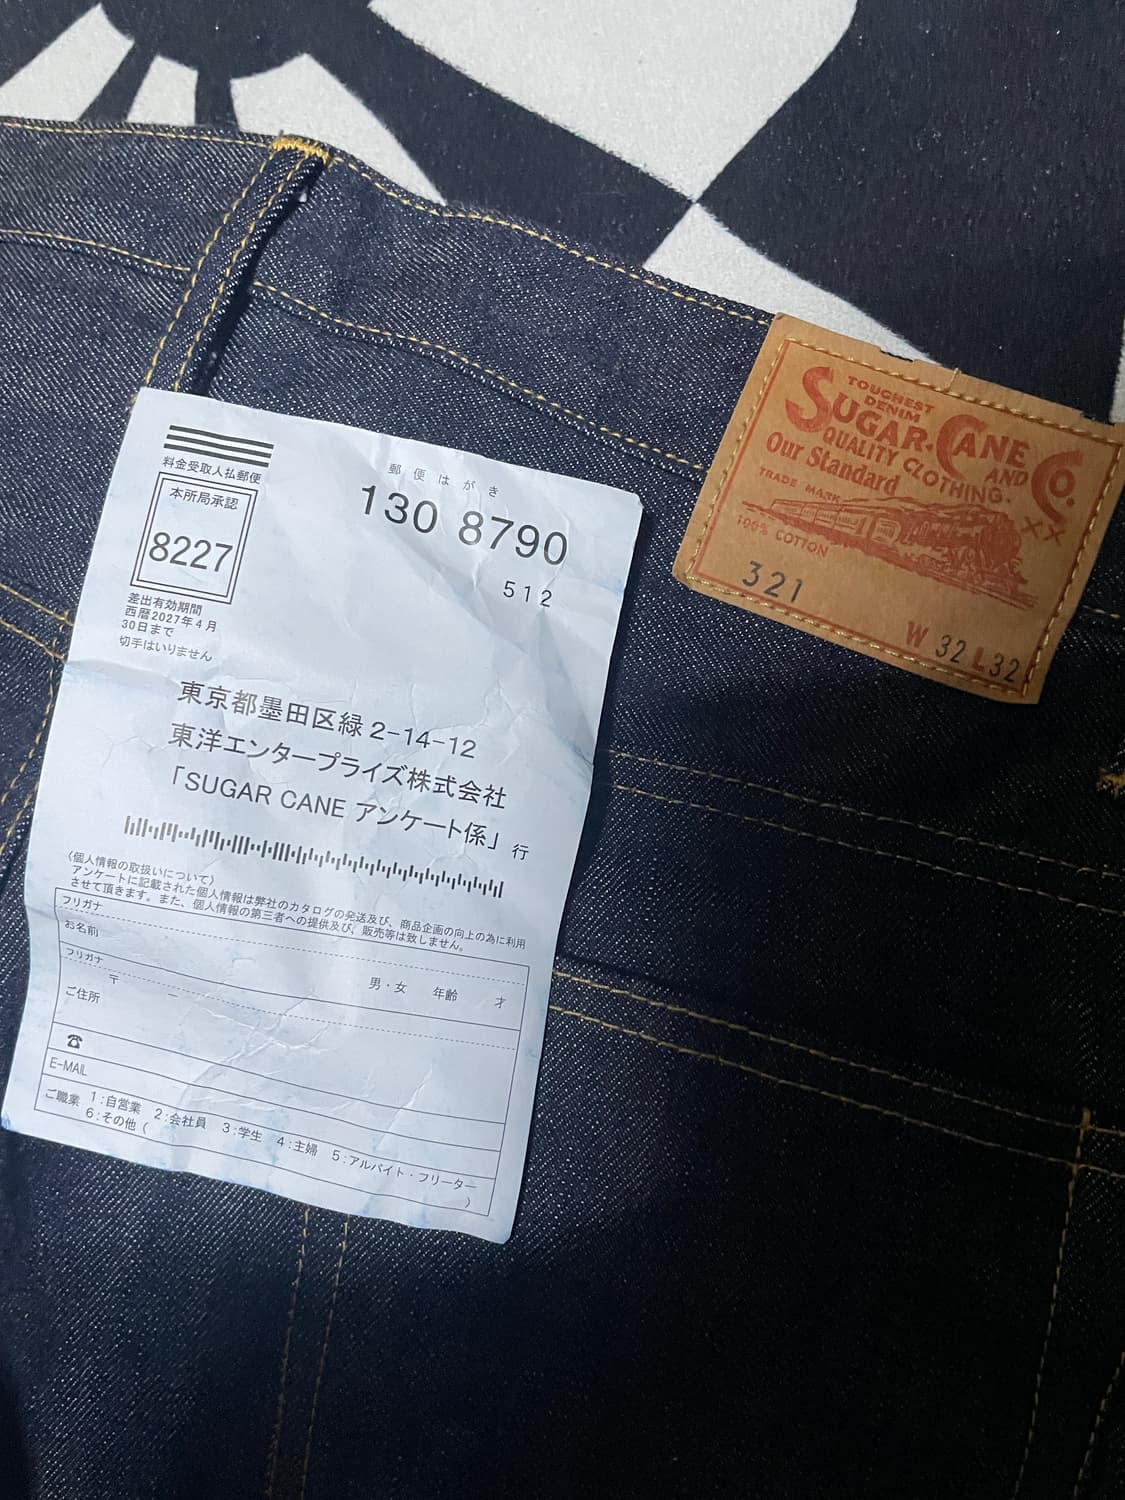 料金受取人払郵便
本所局承認
8227
差出有効期間
西暦2027年4月
30日まで
切手はいりません
郵便はがき
130 8790
512
東京都墨田区緑2-14-12
東洋エンタープライズ株式会社
「SUGAR CANE アンケート係」 行
〈個人情報の取扱いについて〉
アンケートに記載された個人情報は弊社のカタログの発送及び、商品企画の向上の為に利用
させて頂きます。また、個人情報の第三者への提供及び、販売等は致しません。
フリガナ
お名前
男・女 年齢 才
フリガナ
〒 ー
ご住所
☎
E-MAIL
ご職業 1:自営業 2:会社員 3:学生 4:主婦 5:アルバイト・フリーター
6:その他 ( )
TOUGHEST
DENIM
SUGAR CANE
AND Co.
QUALITY CLOTHING.
Our Standard
TRADE MARK
100% COTTON
XX
321
W 32 L 32